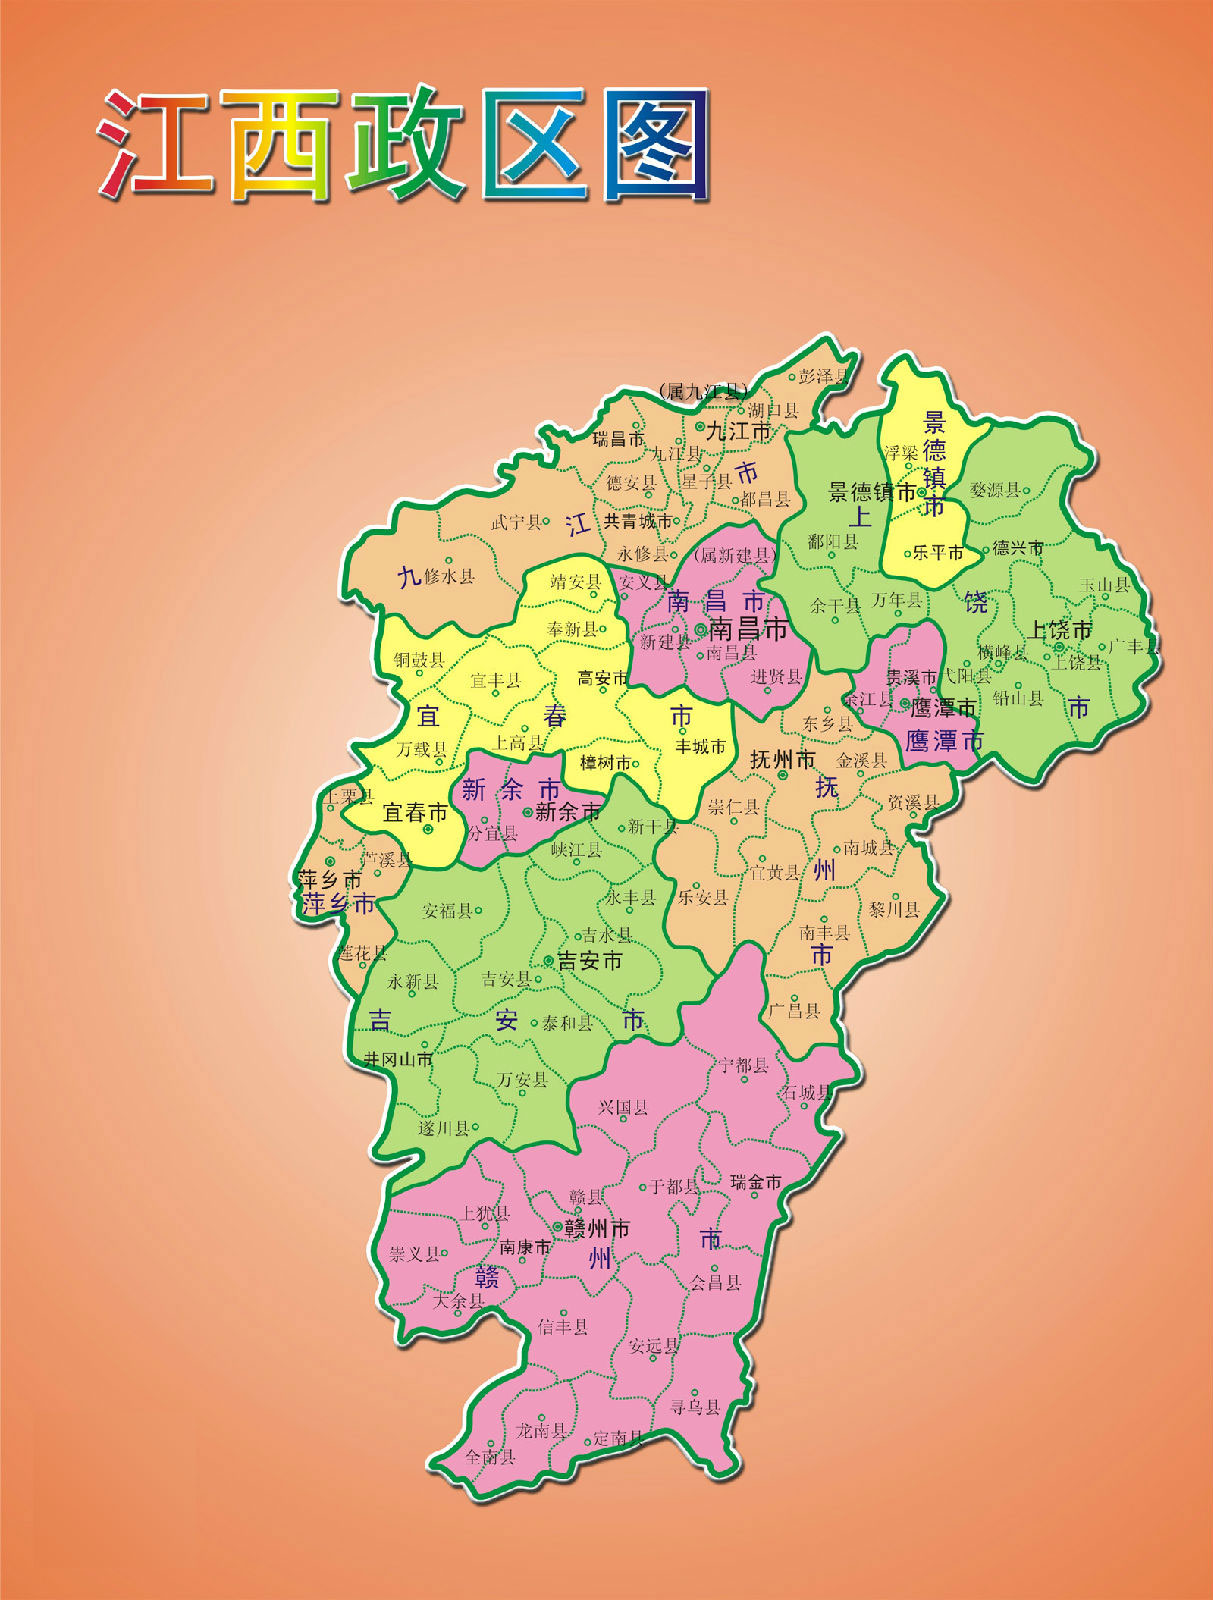 江西政区图
彭泽县
(属九江县)
湖口县
九江市
瑞昌市
九江县
市
星子县
德安县
都昌县
武宁县
江
共青城市
永修县
(属新建县)
九
修水县
景德镇市
浮梁
景德镇市
上
婺源县
鄱阳县
乐平市
德兴市
玉山县
靖安县
安义县
南昌市
余干县
万年县
饶
奉新县
新建县
南昌市
南昌县
上饶市
广丰县
横峰县
上饶县
铜鼓县
宜丰县
高安市
进贤县
贵溪市
弋阳县
余江县
铅山县
市
鹰潭市
鹰潭市
宜
春
市
东乡县
万载县
上高县
丰城市
樟树市
抚州市
金溪县
抚
上栗县
宜春市
新余市
新余市
分宜县
崇仁县
资溪县
新干县
芦溪县
峡江县
南城县
宜黄县
州
萍乡市
萍乡市
安福县
永丰县
乐安县
黎川县
南丰县
市
莲花县
吉水县
吉安市
永新县
吉安县
广昌县
吉
安
市
泰和县
井冈山市
万安县
宁都县
石城县
兴国县
遂川县
于都县
瑞金市
赣县
上犹县
赣州市
市
崇义县
南康市
州
赣
会昌县
大余县
信丰县
安远县
寻乌县
龙南县
定南县
全南县